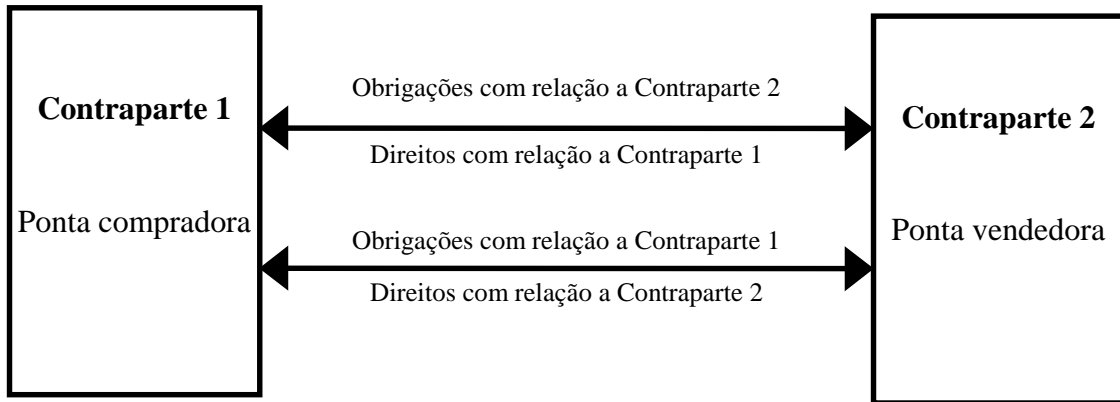 Contraparte 1
Ponta compradora
Obrigações com relação a Contraparte 2
Direitos com relação a Contraparte 1
Obrigações com relação a Contraparte 1
Direitos com relação a Contraparte 2
Contraparte 2
Ponta vendedora